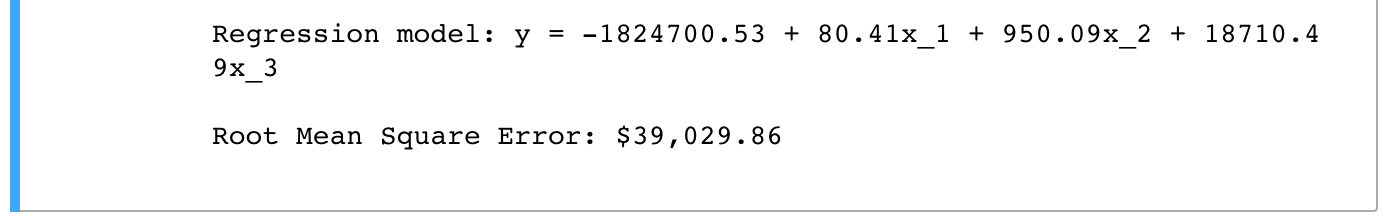 Regression model: y = -1824700.53 + 80.41x_1 + 950.09x_2 + 18710.4
9x_3
Root Mean Square Error: $39,029.86